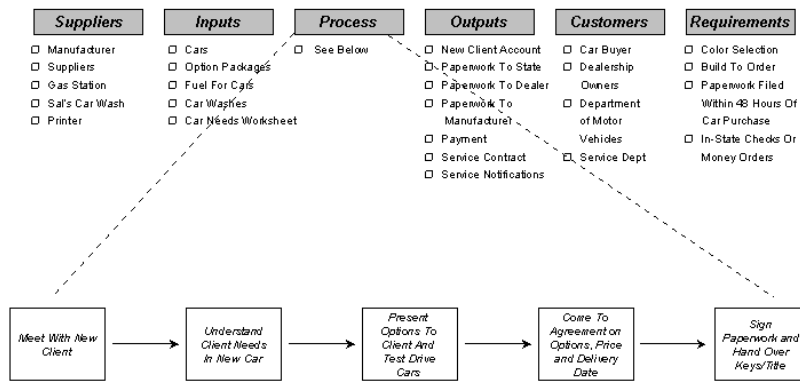 Suppliers
Manufacturer
Suppliers
Gas Station
Sal's Car Wash
Printer
Inputs
Cars
Option Packages
Fuel For Cars
Car Washes
Car Needs Worksheet
Process
See Below
Outputs
New Client Account
Paperwork To State
Paperwork To Dealer
Paperwork To
Manufacturer
Payment
Service Contract
Service Notifications
Customers
Car Buyer
Dealership
Owners
Department
of Motor
Vehicles
Service Dept
Requirements
Color Selection
Build To Order
Paperwork Filed
Within 48 Hours Of
Car Purchase
In-State Checks Or
Money Orders
Meet With New
Client
Understand
Client Needs
In New Car
Present
Options To
Client And
Test Drive
Cars
Come To
Agreement on
Options, Price
and Delivery
Date
Sign
Paperwork and
Hand Over
Keys/Title